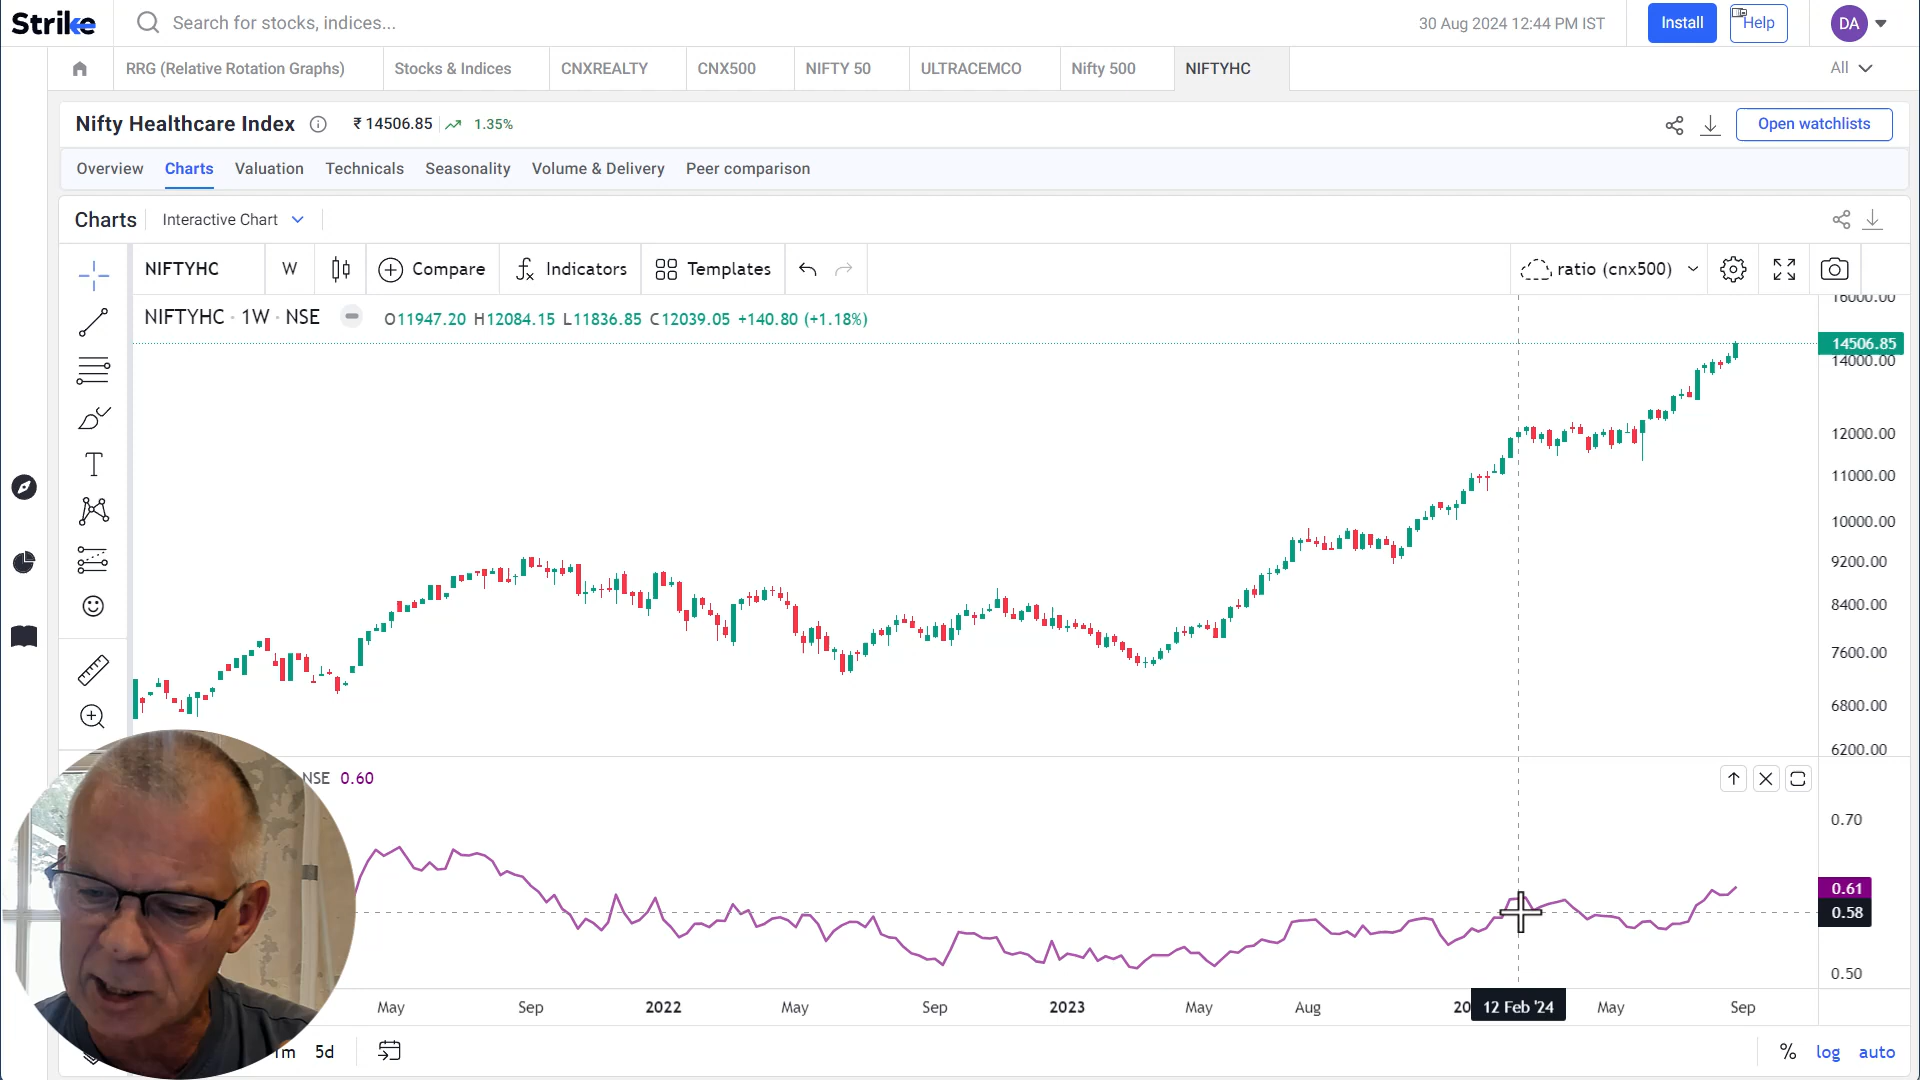 Strike
Search for stocks, indices...
30 Aug 2024 12:44 PM IST
Install
Help
DA
RRG (Relative Rotation Graphs)
Stocks & Indices
CNXREALTY
CNX500
NIFTY 50
ULTRACEMCO
Nifty 500
NIFTYHC
All
Nifty Healthcare Index
₹ 14506.85
1.35%
Open watchlists
Overview
Charts
Valuation
Technicals
Seasonality
Volume & Delivery
Peer comparison
Charts
Interactive Chart
NIFTYHC
W
Compare
Indicators
Templates
ratio (cnx500)
NIFTYHC · 1W · NSE
O11947.20 H12084.15 L11836.85 C12039.05 +140.80 (+1.18%)
16000.00
14506.85
14000.00
12000.00
11000.00
10000.00
9200.00
8400.00
7600.00
6800.00
6200.00
NSE 0.60
0.70
0.61
0.58
0.50
May
Sep
2022
May
Sep
2023
May
Aug
20
12 Feb '24
May
Sep
1m
5d
%
log
auto